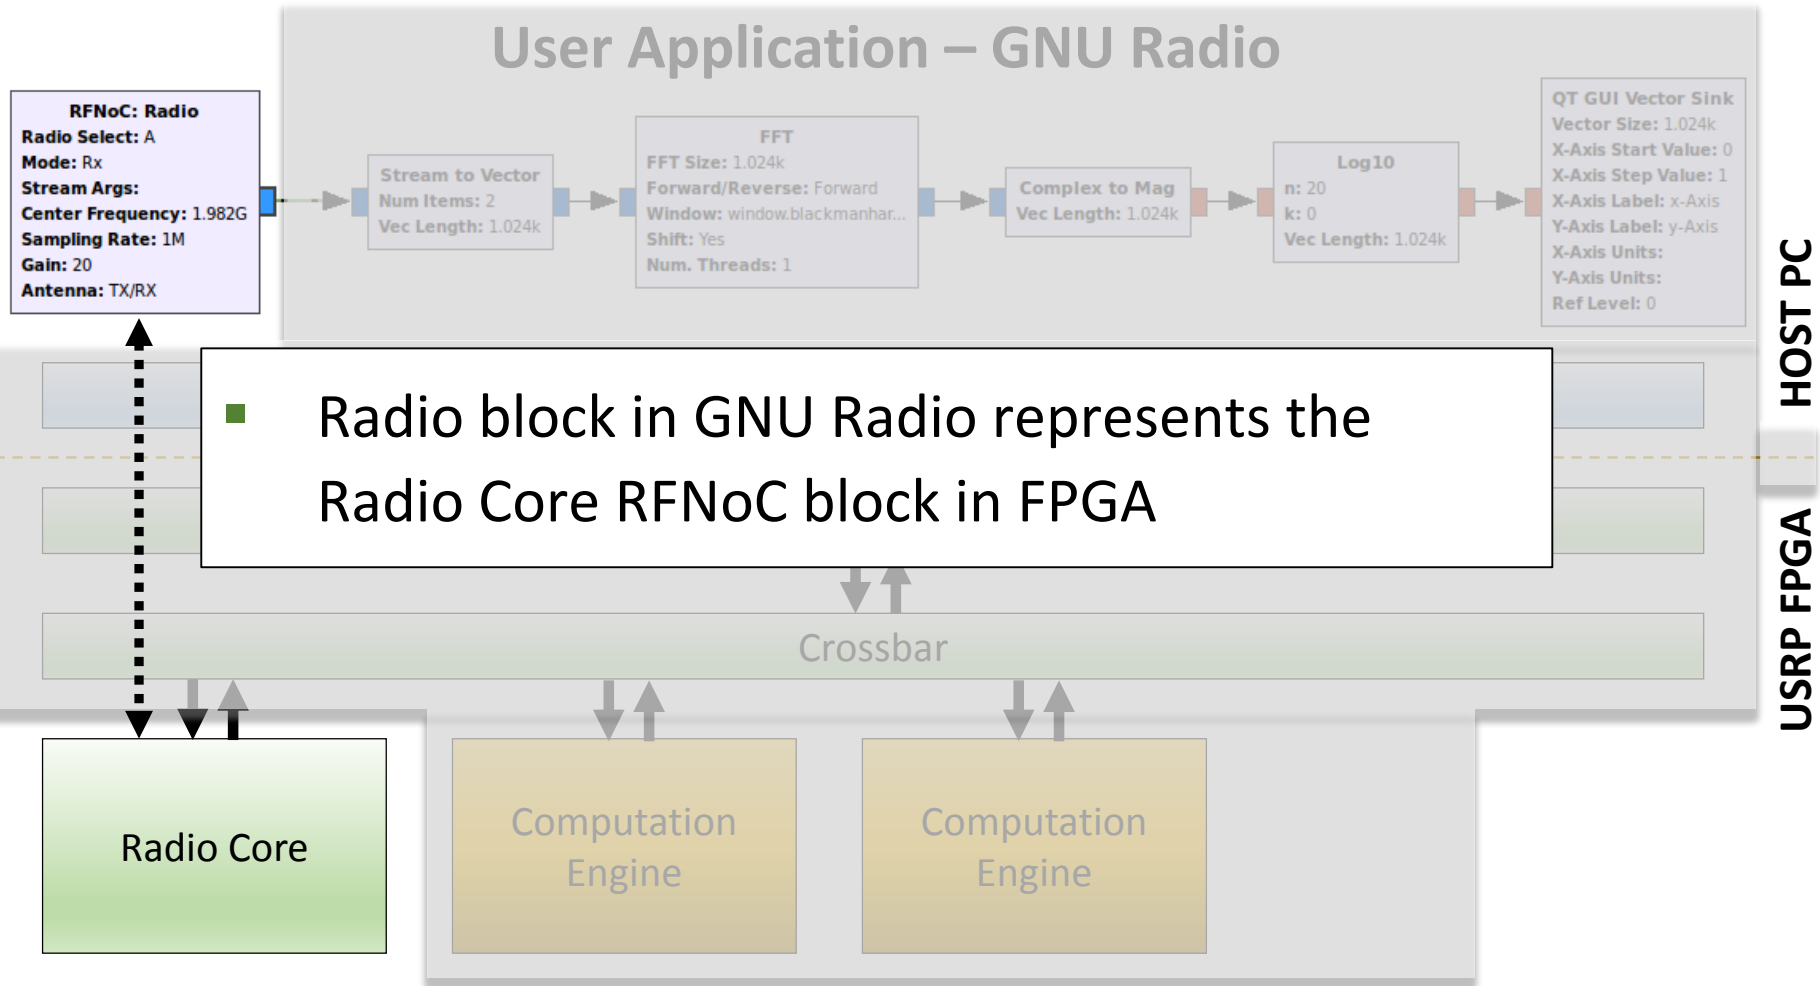 User Application – GNU Radio
RFNoC: Radio
Radio Select: A
Mode: Rx
Stream Args:
Center Frequency: 1.982G
Sampling Rate: 1M
Gain: 20
Antenna: TX/RX
Stream to Vector
Num Items: 2
Vec Length: 1.024k
FFT
FFT Size: 1.024k
Forward/Reverse: Forward
Window: window.blackmanhar...
Shift: Yes
Num. Threads: 1
Complex to Mag
Vec Length: 1.024k
Log10
n: 20
k: 0
Vec Length: 1.024k
QT GUI Vector Sink
Vector Size: 1.024k
X-Axis Start Value: 0
X-Axis Step Value: 1
X-Axis Label: x-Axis
Y-Axis Label: y-Axis
X-Axis Units:
Y-Axis Units:
Ref Level: 0
HOST PC
Radio block in GNU Radio represents the
Radio Core RFNoC block in FPGA
USRP FPGA
Crossbar
Radio Core
Computation
Engine
Computation
Engine